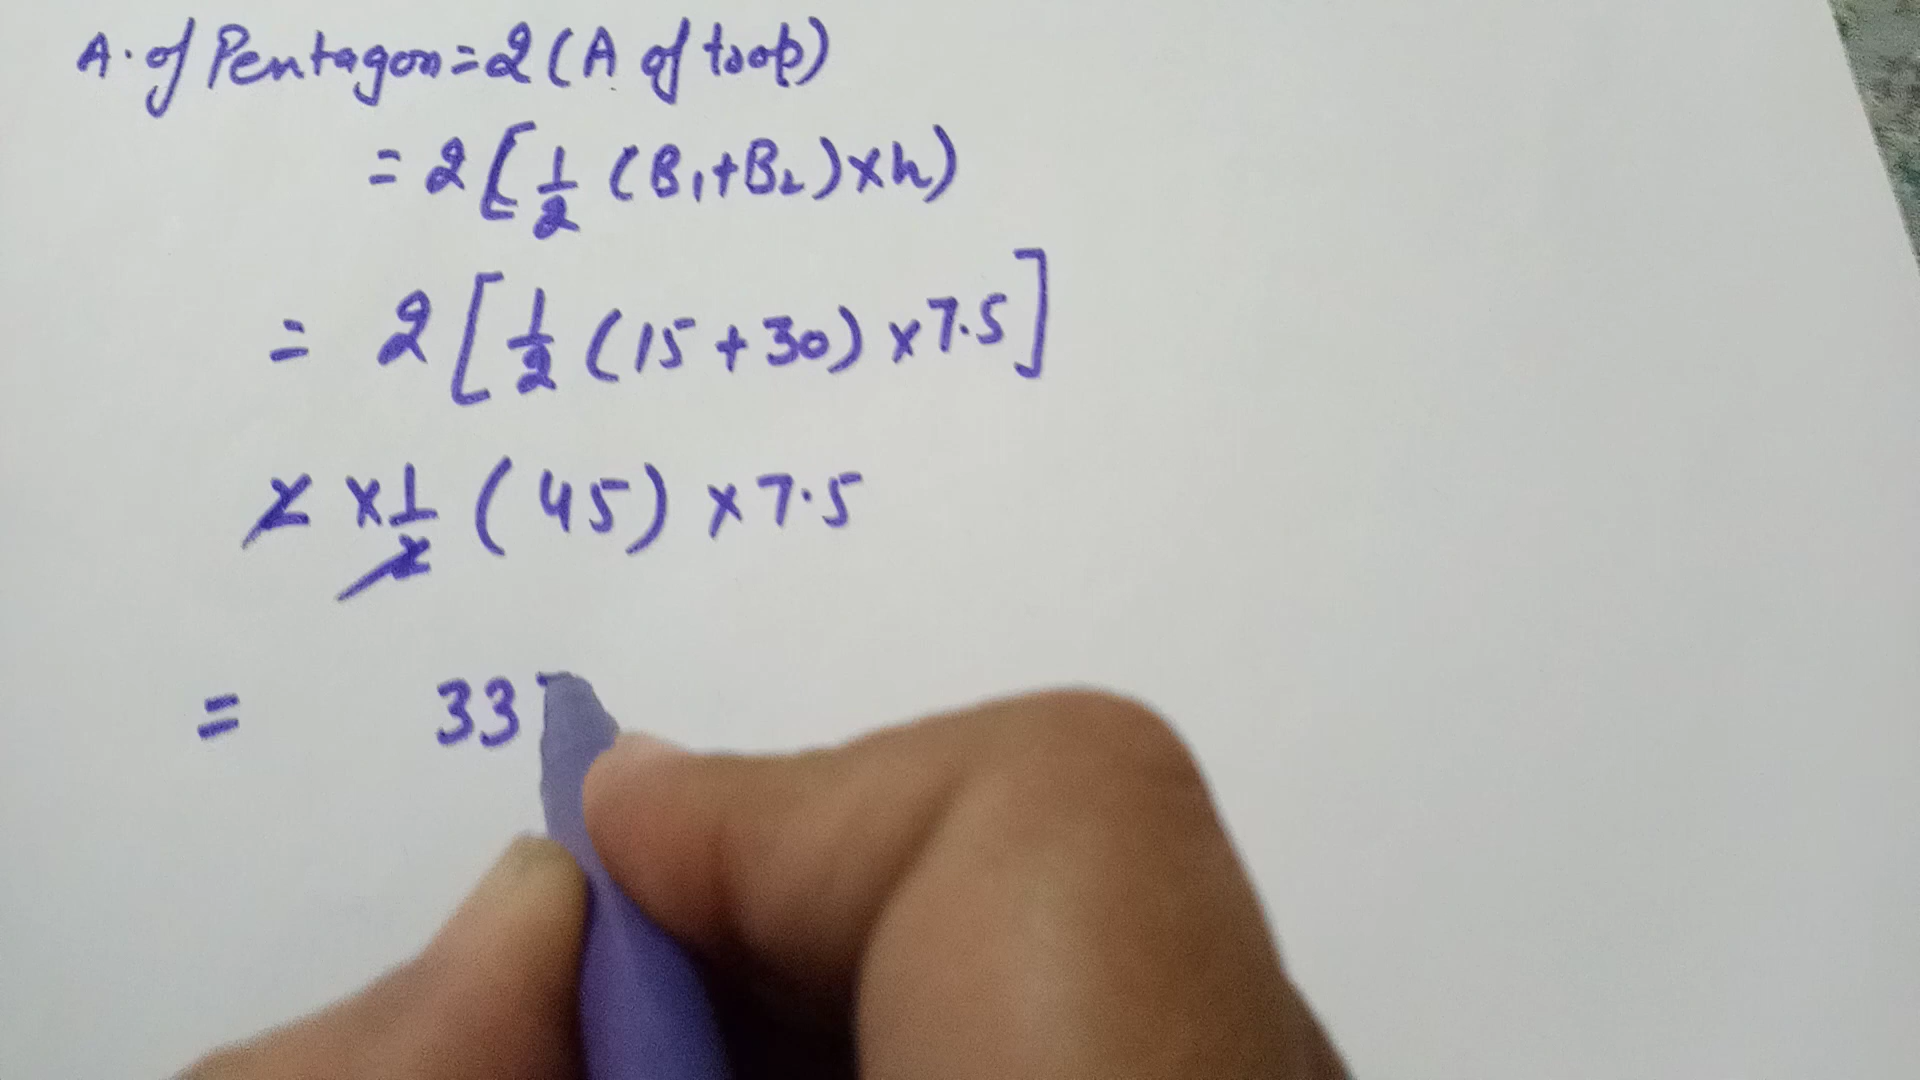 A. of Pentagon = 2 (A of trap)
= 2 [ 1/2 (B₁+B₂) × h)
= 2 [ 1/2 (15 + 30) × 7.5 ]
2 × 1/2 (45) × 7.5
= 33